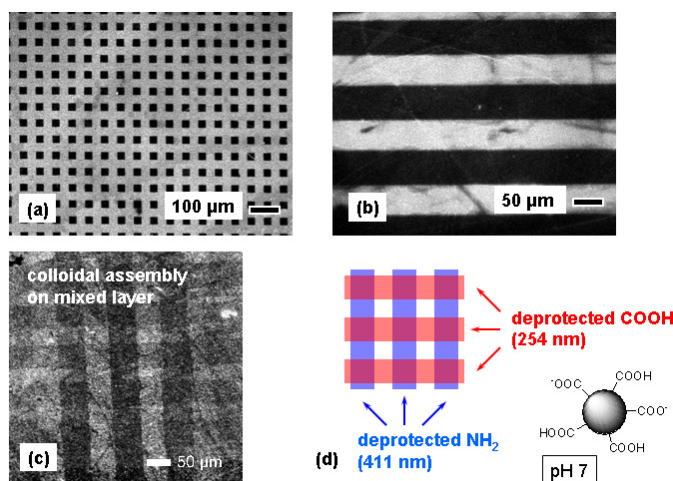 (a)
100 µm
(b)
50 µm
colloidal assembly
on mixed layer
(c)
50 µm
deprotected COOH
(254 nm)
deprotected NH₂
(411 nm)
(d)
⁻OOC
COOH
COO⁻
HOOC
COOH
pH 7